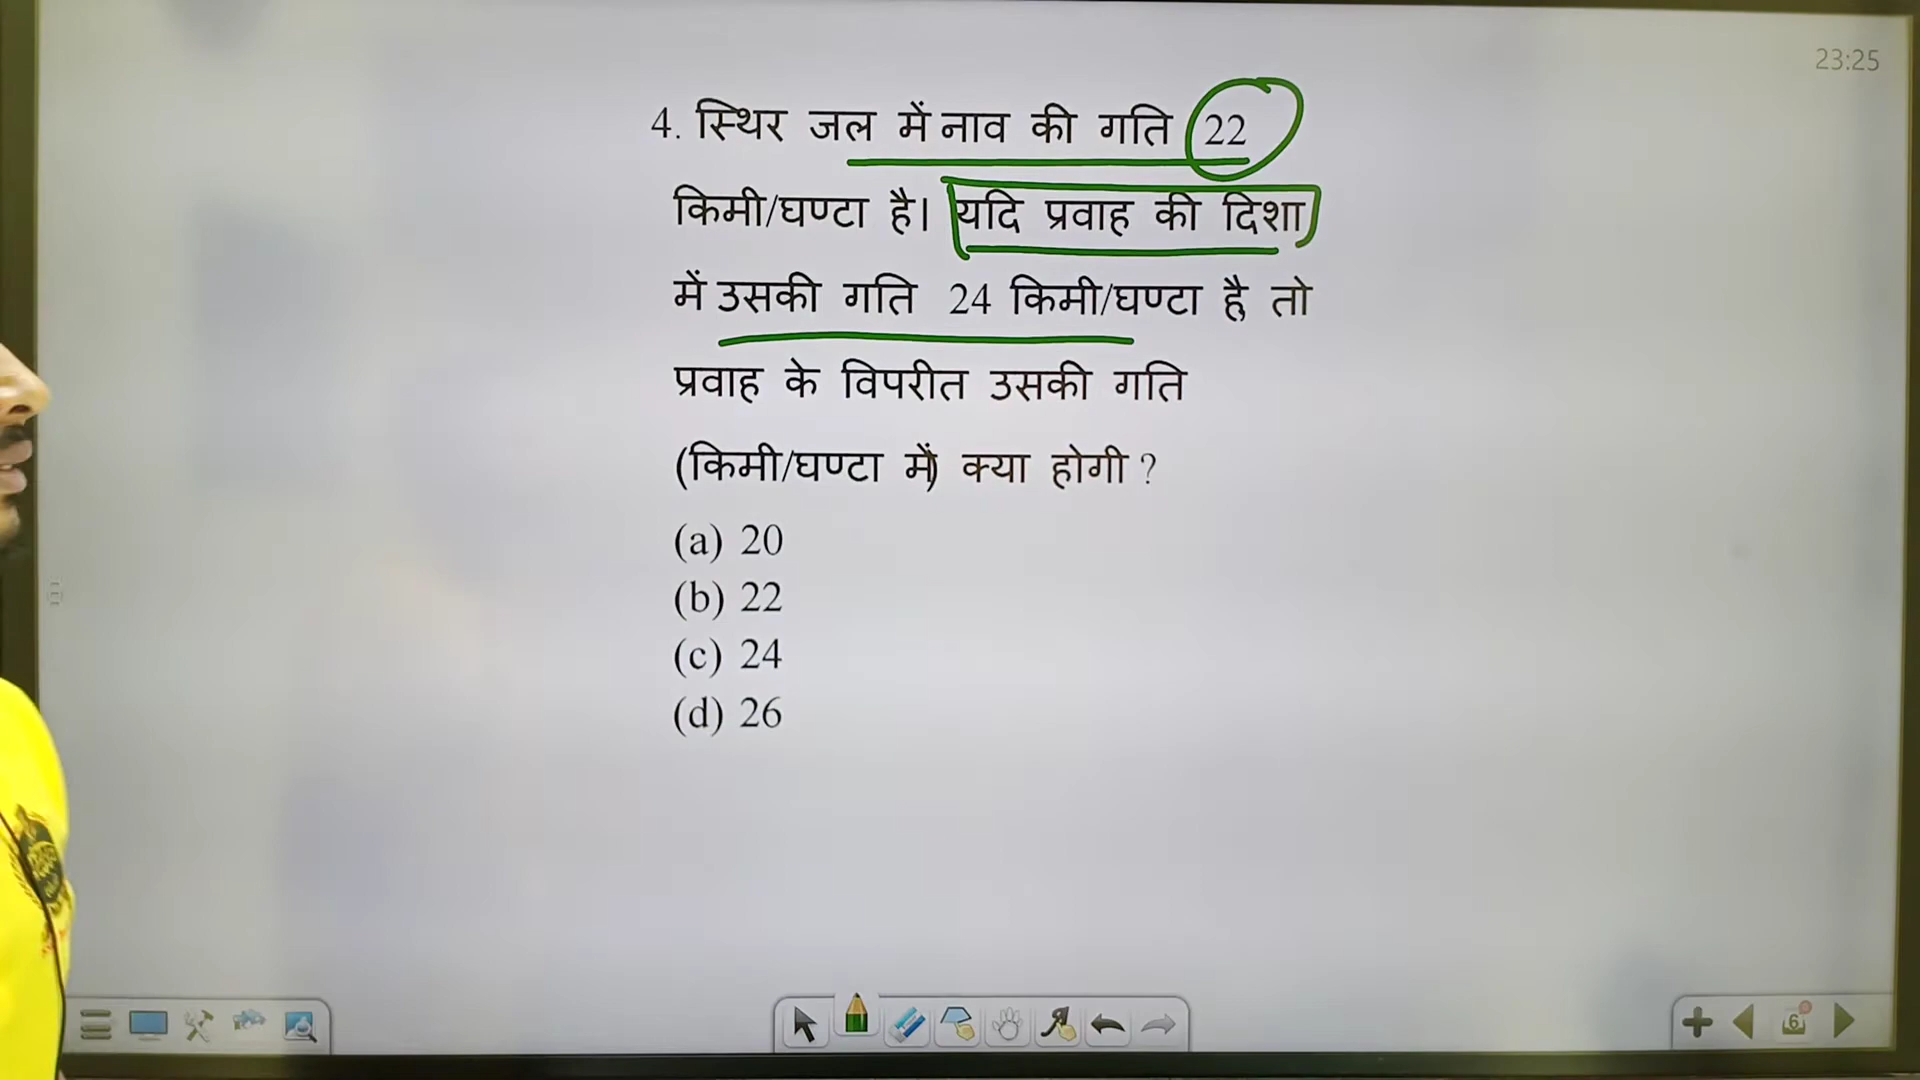 23:25
4. स्थिर जल में नाव की गति 22
किमी/घण्टा है। यदि प्रवाह की दिशा
में उसकी गति 24 किमी/घण्टा है, तो
प्रवाह के विपरीत उसकी गति
(किमी/घण्टा में) क्या होगी ?
(a) 20
(b) 22
(c) 24
(d) 26
6